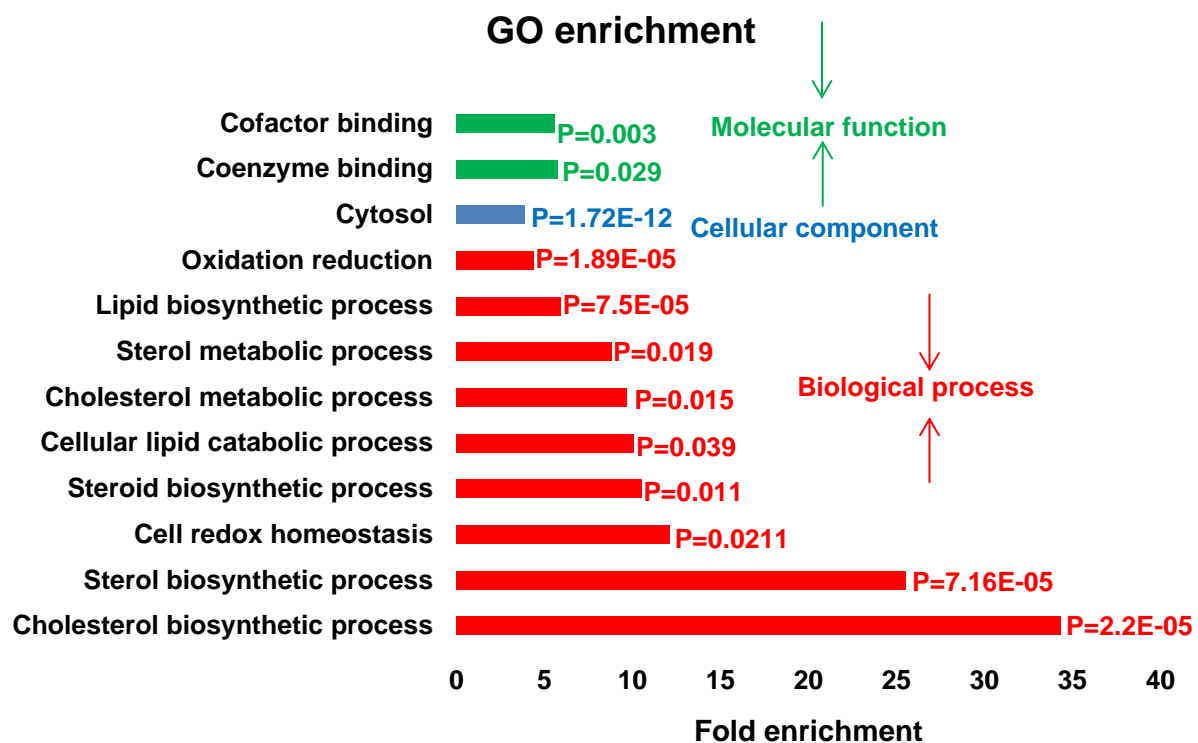 GO enrichment
Cofactor binding
P=0.003
Molecular function
Coenzyme binding
P=0.029
Cytosol
P=1.72E-12
Cellular component
Oxidation reduction
P=1.89E-05
Lipid biosynthetic process
P=7.5E-05
Sterol metabolic process
P=0.019
Cholesterol metabolic process
P=0.015
Biological process
Cellular lipid catabolic process
P=0.039
Steroid biosynthetic process
P=0.011
Cell redox homeostasis
P=0.0211
Sterol biosynthetic process
P=7.16E-05
Cholesterol biosynthetic process
P=2.2E-05
0 5 10 15 20 25 30 35 40
Fold enrichment